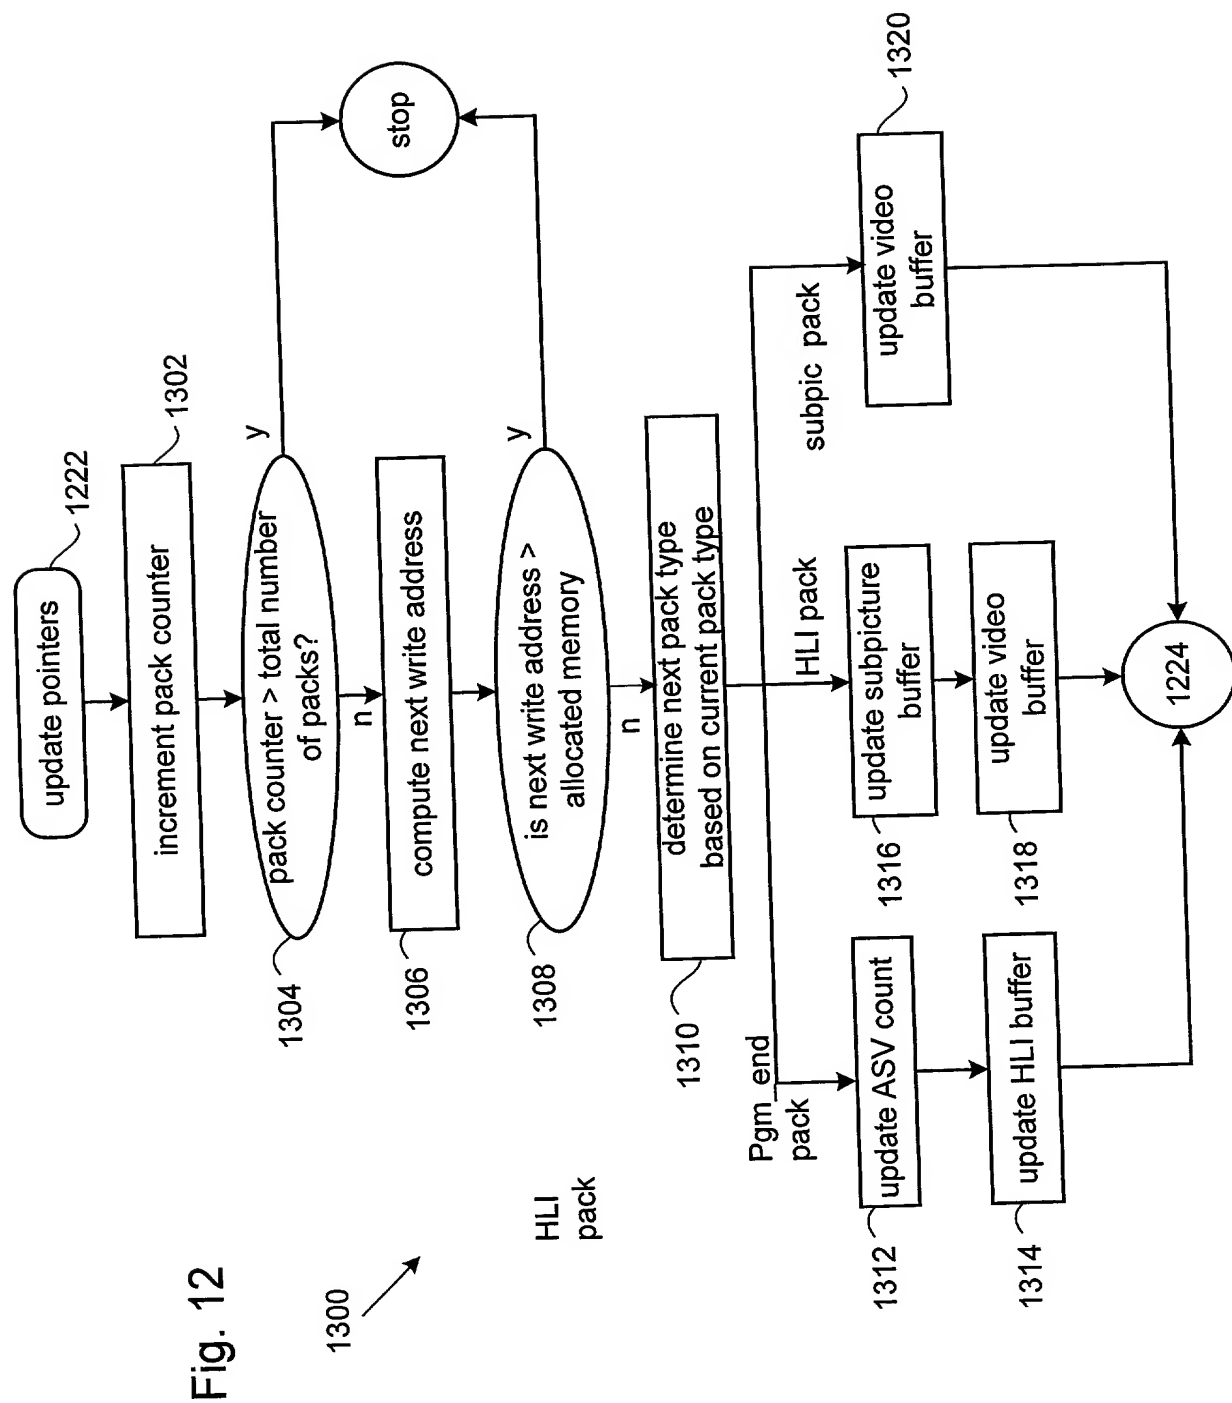 Fig. 12
1300
update pointers
1222
increment pack counter
1302
pack counter > total number
of packs?
1304
y
n
stop
compute next write address
1306
is next write address >
allocated memory
1308
y
n
HLI
pack
determine next pack type
based on current pack type
1310
Pgm_end
pack
HLI pack
subpic pack
update ASV count
1312
update HLI buffer
1314
update subpicture
buffer
1316
update video
buffer
1318
update video
buffer
1320
1224